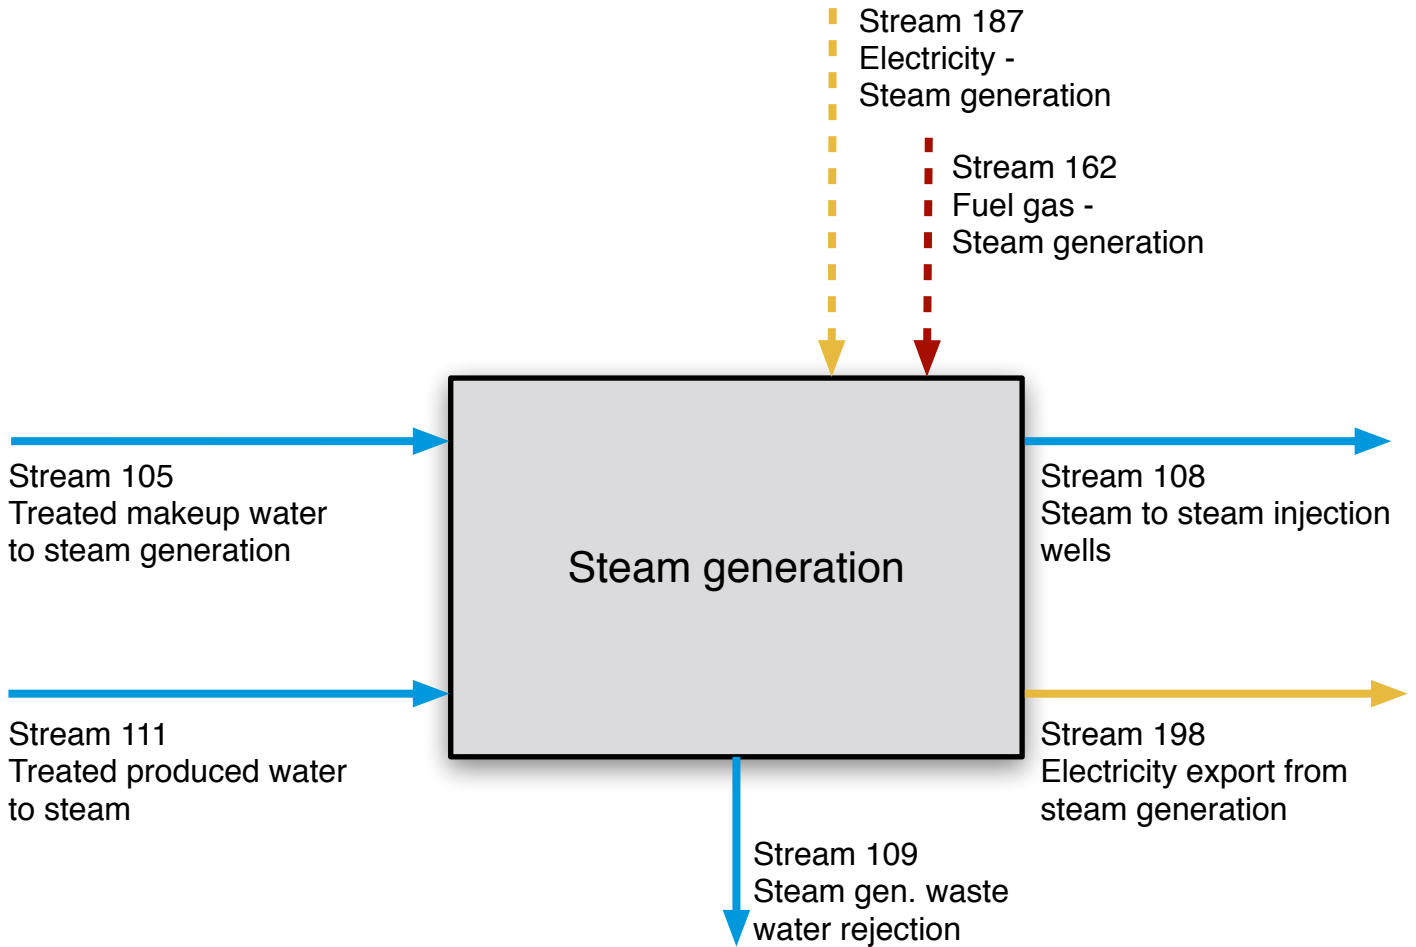 Stream 187
Electricity -
Steam generation
Stream 162
Fuel gas -
Steam generation
Stream 105
Treated makeup water
to steam generation
Stream 108
Steam to steam injection
wells
Steam generation
Stream 111
Treated produced water
to steam
Stream 198
Electricity export from
steam generation
Stream 109
Steam gen. waste
water rejection